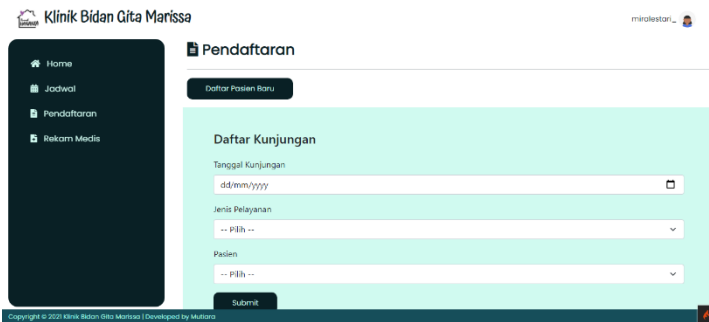 Klinik Bidan Gita Marissa
miralestari_
Home
Jadwal
Pendaftaran
Rekam Medis
Pendaftaran
Daftar Pasien Baru
Daftar Kunjungan
Tanggal Kunjungan
dd/mm/yyyy
Jenis Pelayanan
-- Pilih --
Pasien
-- Pilih --
Submit
Copyright © 2021 Klinik Bidan Gita Marissa | Developed by Mutiara